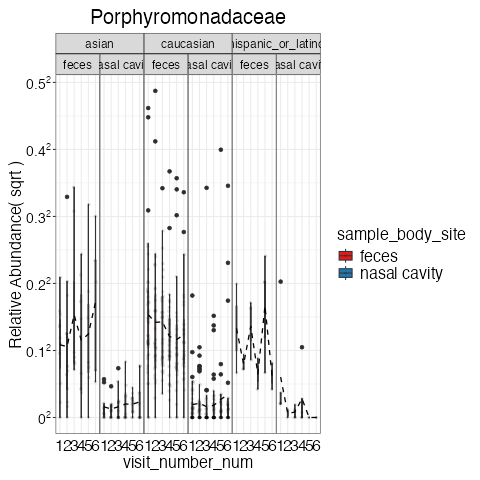 Porphyromonadaceae
asian caucasian hispanic_or_latino
feces asal cavi feces asal cavi feces asal cavi
0.5²
0.4²
0.3²
0.2²
0.1²
0²
Relative Abundance( sqrt )
123456 123456 123456 123456 123456 123456
visit_number_num
sample_body_site
feces
nasal cavity